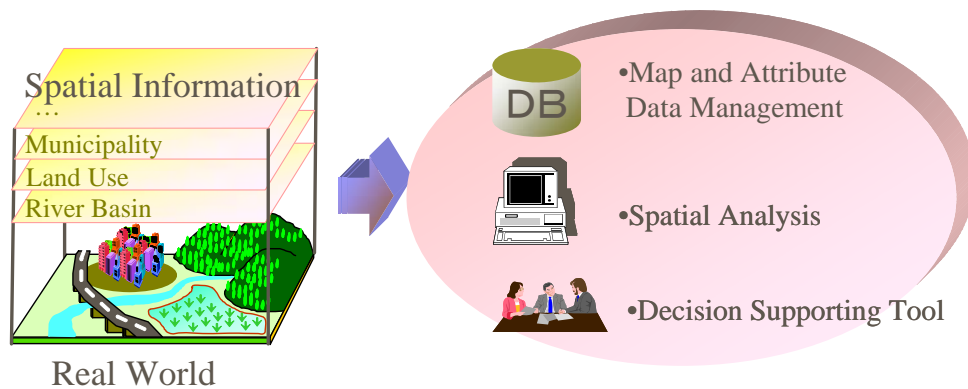 Spatial Information
…
Municipality
Land Use
River Basin
Real World
DB
•Map and Attribute
Data Management
•Spatial Analysis
•Decision Supporting Tool